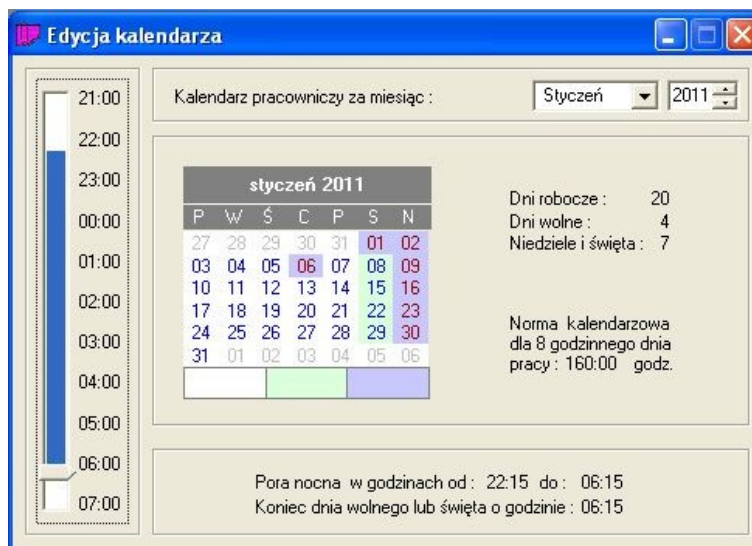 Edycja kalendarza
21:00
22:00
23:00
00:00
01:00
02:00
03:00
04:00
05:00
06:00
07:00
Kalendarz pracowniczy za miesiąc : Styczeń 2011
styczeń 2011
P W Ś C P S N
27 28 29 30 31 01 02
03 04 05 06 07 08 09
10 11 12 13 14 15 16
17 18 19 20 21 22 23
24 25 26 27 28 29 30
31 01 02 03 04 05 06
Dni robocze : 20
Dni wolne : 4
Niedziele i święta : 7
Norma kalendarzowa
dla 8 godzinnego dnia
pracy : 160:00 godz.
Pora nocna w godzinach od : 22:15 do : 06:15
Koniec dnia wolnego lub święta o godzinie : 06:15